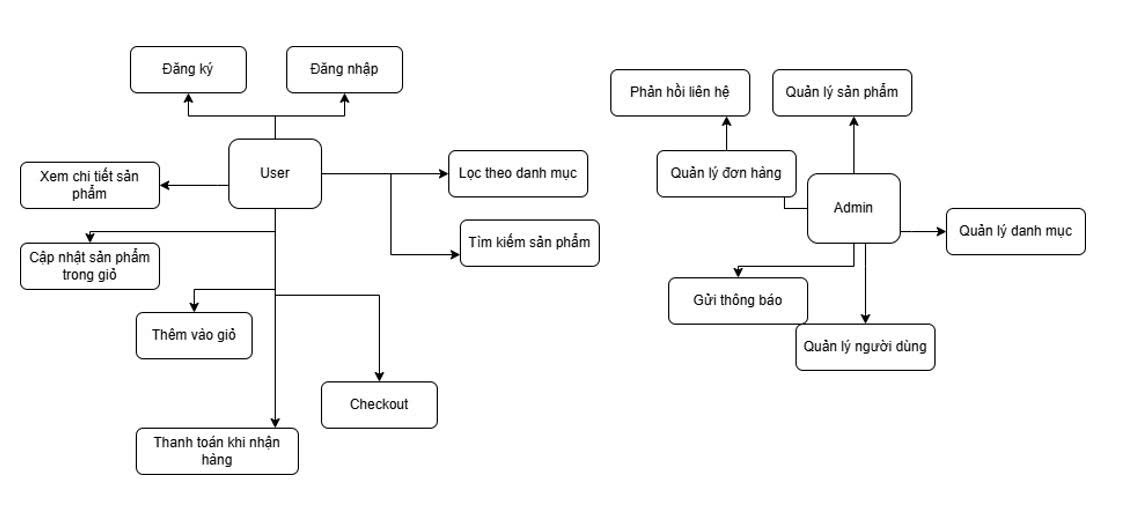 Đăng ký
Đăng nhập
User
Xem chi tiết sản
phẩm
Lọc theo danh mục
Tìm kiếm sản phẩm
Cập nhật sản phẩm
trong giỏ
Thêm vào giỏ
Checkout
Thanh toán khi nhận
hàng
Phản hồi liên hệ
Quản lý sản phẩm
Quản lý đơn hàng
Admin
Quản lý danh mục
Gửi thông báo
Quản lý người dùng